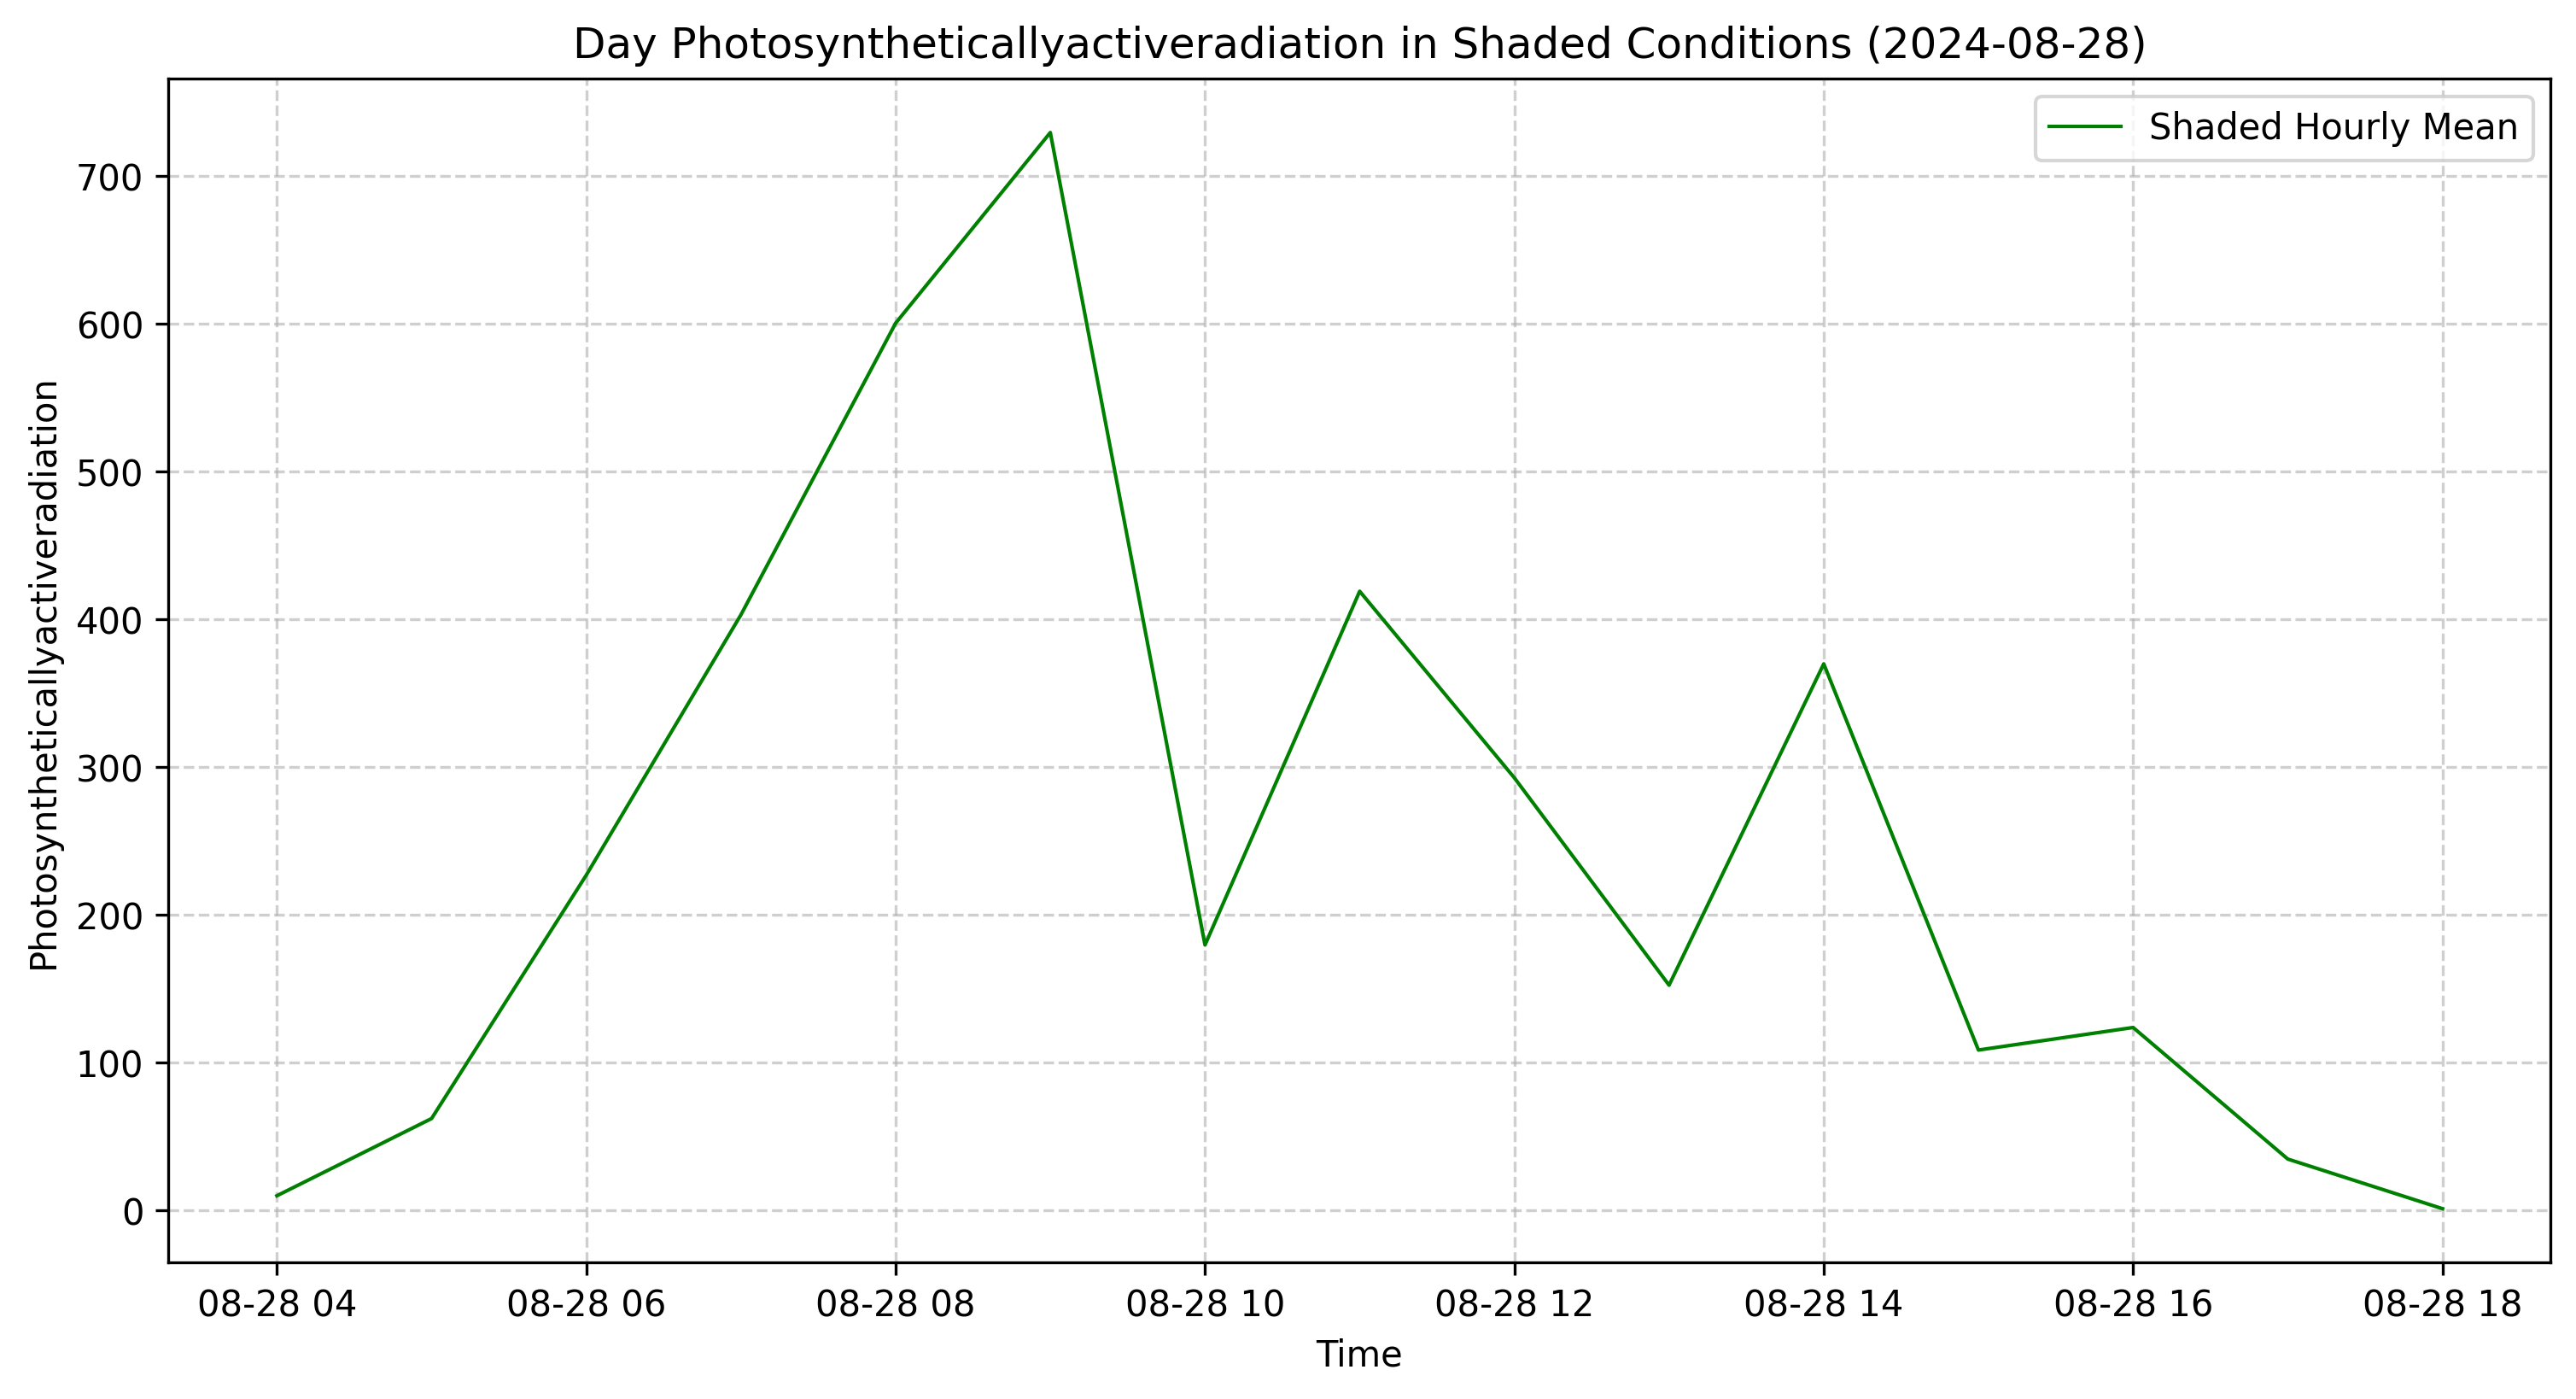 Day Photosyntheticallyactiveradiation in Shaded Conditions (2024-08-28)
Shaded Hourly Mean
Photosyntheticallyactiveradiation
700
600
500
400
300
200
100
0
08-28 04 08-28 06 08-28 08 08-28 10 08-28 12 08-28 14 08-28 16 08-28 18
Time